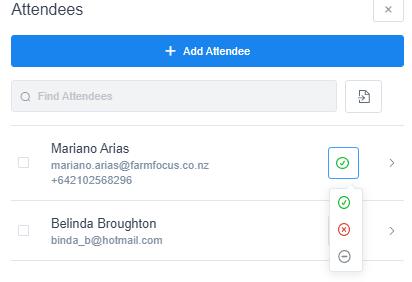 Attendees
+ Add Attendee
Find Attendees
Mariano Arias
mariano.arias@farmfocus.co.nz
+642102568296
Belinda Broughton
binda_b@hotmail.com